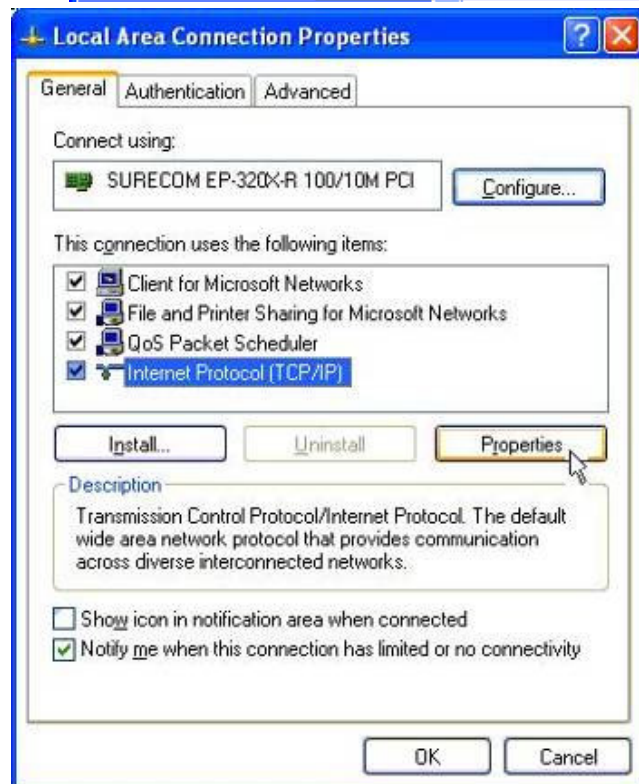 Local Area Connection Properties
General Authentication Advanced
Connect using:
SURECOM EP-320X-R 100/10M PCI
Configure...
This connection uses the following items:
Client for Microsoft Networks
File and Printer Sharing for Microsoft Networks
QoS Packet Scheduler
Internet Protocol (TCP/IP)
Install... Uninstall Properties
Description
Transmission Control Protocol/Internet Protocol. The default
wide area network protocol that provides communication
across diverse interconnected networks.
Show icon in notification area when connected
Notify me when this connection has limited or no connectivity
OK Cancel